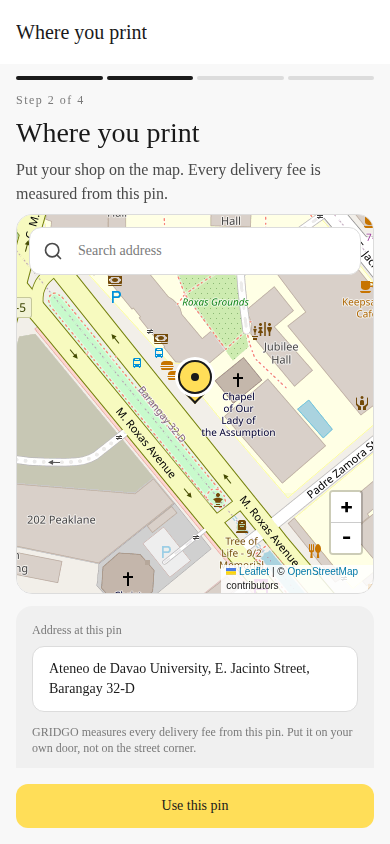 Where you print
Step 2 of 4
Where you print
Put your shop on the map. Every delivery fee is
measured from this pin.
Hall
Search address
-5
P
Roxas Grounds
Jubilee
Hall
Chapel
of Our
Lady of
the Assumption
Barangay 32-D
M. Roxas Avenue
Padre Zamora St
+
-
202 Peaklane
P
M. Roxas Avenue
Tree of
Life - 9/2
Memorial
ng
Leaflet | © OpenStreetMap
contributors
Address at this pin
Ateneo de Davao University, E. Jacinto Street,
Barangay 32-D
GRIDGO measures every delivery fee from this pin. Put it on your
own door, not on the street corner.
Use this pin